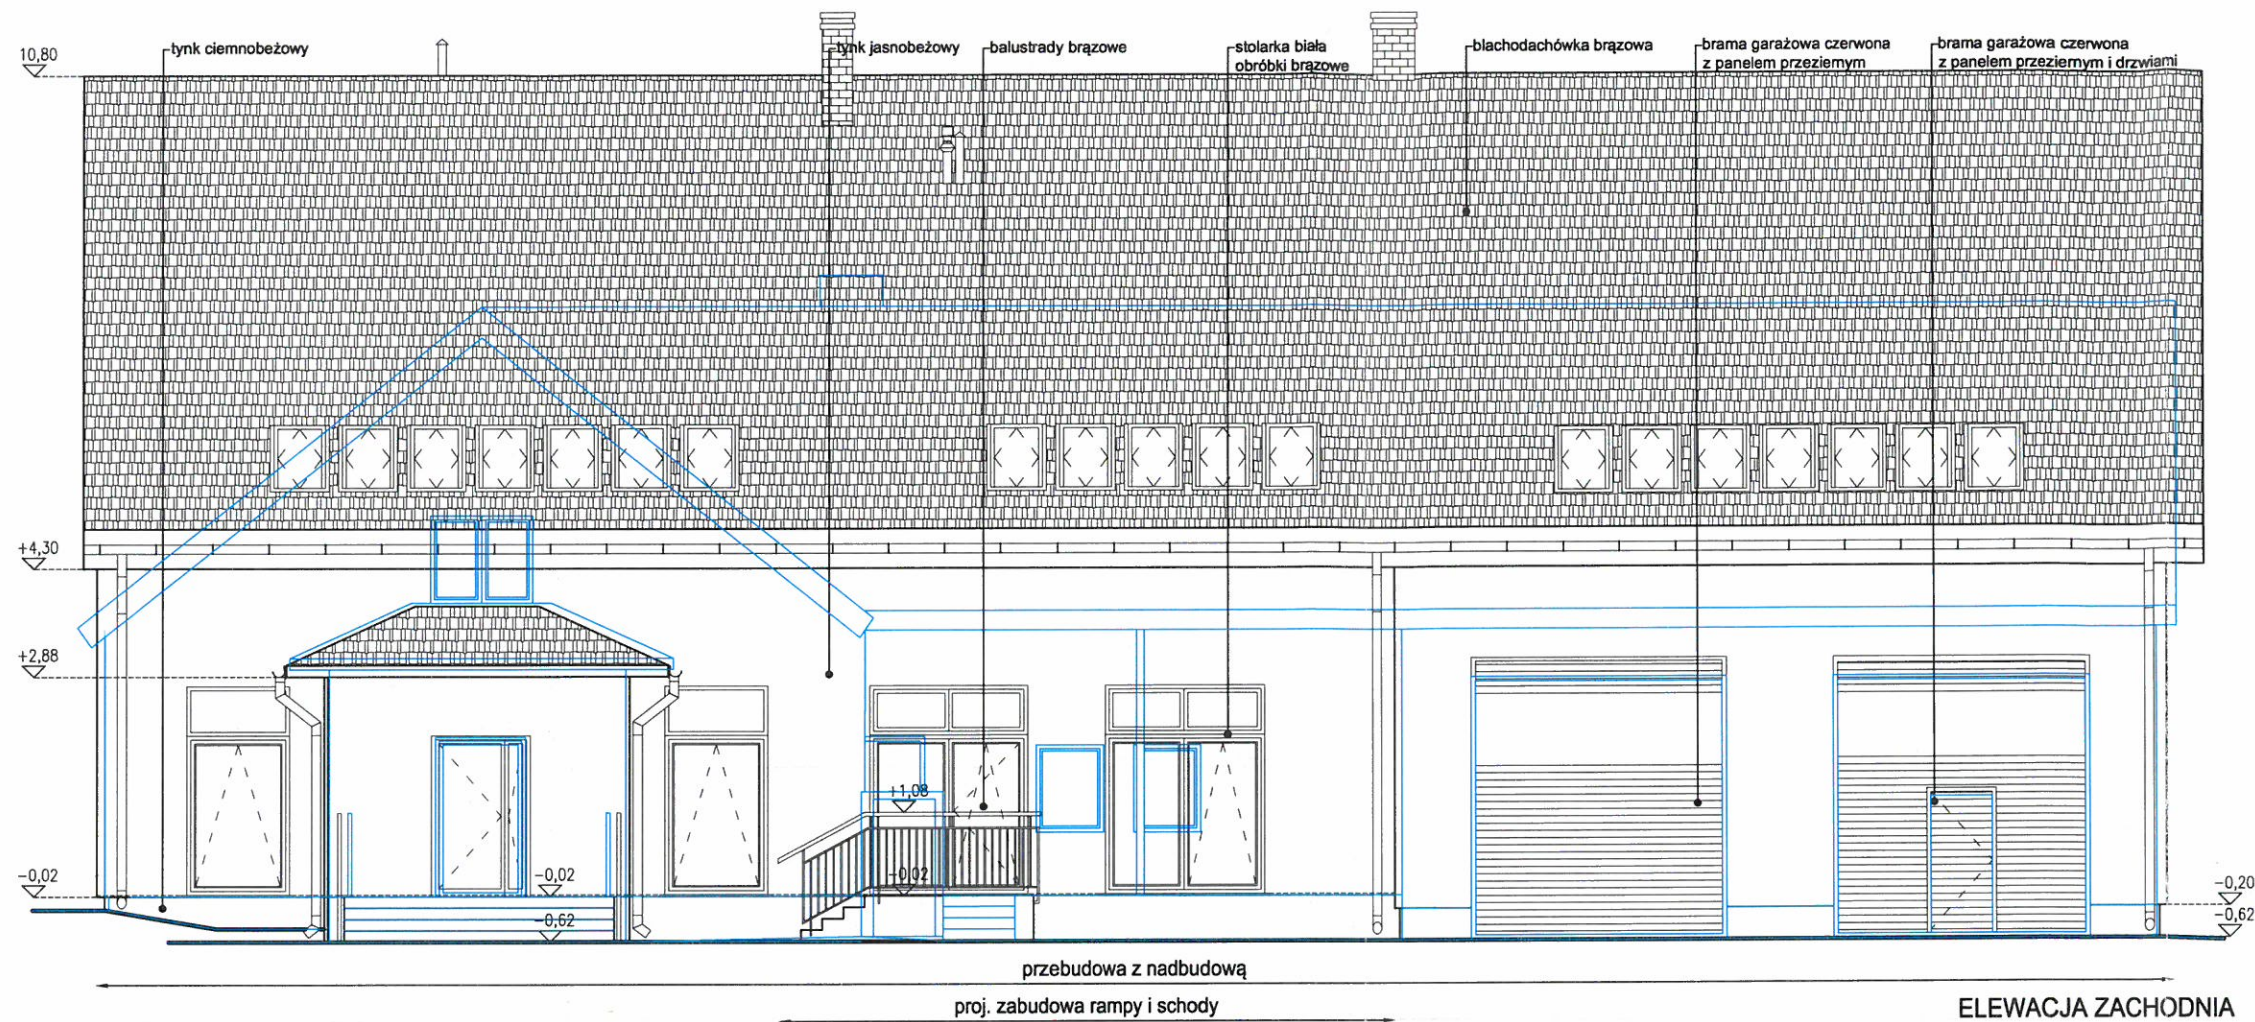 tynk ciemnobeżowy
tynk jasnobeżowy
balustrady brązowe
stolarka biała
obróbki brązowe
blachodachówka brązowa
brama garażowa czerwona
z panelem przeziernym
brama garażowa czerwona
z panelem przeziernym i drzwiami
10,80
+4,30
+2,88
+1,08
-0,02
-0,02
-0,02
-0,20
-0,62
-0,62
przebudowa z nadbudową
proj. zabudowa rampy i schody
ELEWACJA ZACHODNIA